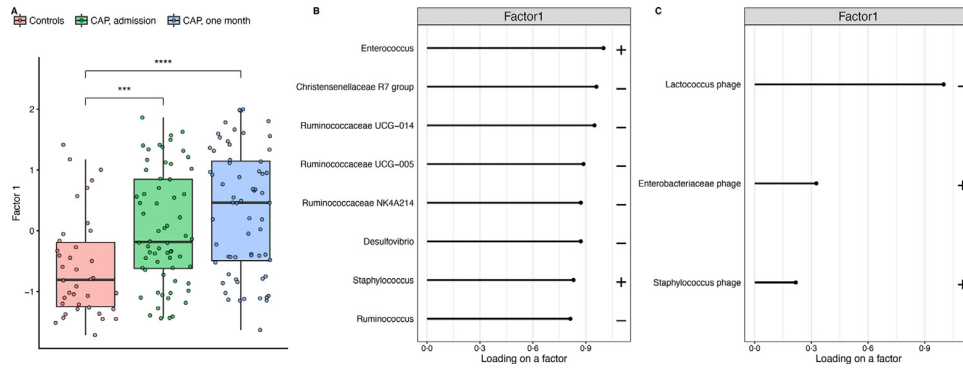 A
Controls CAP, admission CAP, one month
****
***
2
1
0
−1
Factor 1
B
Factor1
Enterococcus +
Christensenellaceae R7 group −
Ruminococcaceae UCG−014 −
Ruminococcaceae UCG−005 −
Ruminococcaceae NK4A214 −
Desulfovibrio −
Staphylococcus +
Ruminococcus −
0·0 0·3 0·6 0·9
Loading on a factor
C
Factor1
Lactococcus phage −
Enterobacteriaceae phage +
Staphylococcus phage +
0·0 0·3 0·6 0·9
Loading on a factor